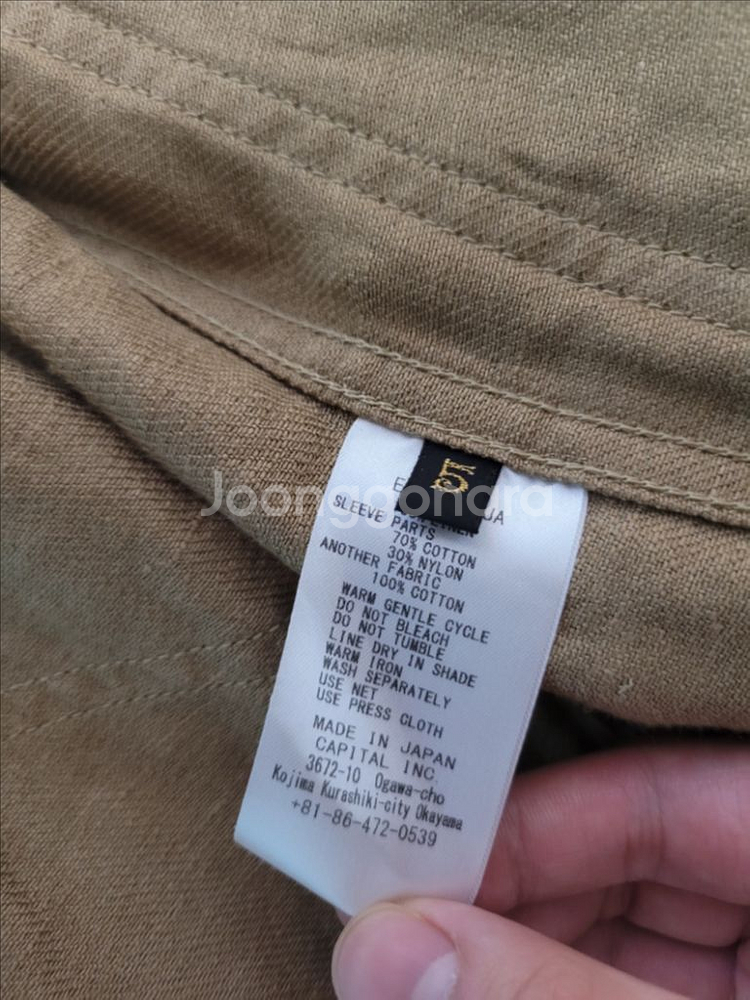 5
Joonggonara
SLEEVE PARTS
70% COTTON
30% NYLON
ANOTHER FABRIC
100% COTTON
WARM GENTLE CYCLE
DO NOT BLEACH
DO NOT TUMBLE
LINE DRY IN SHADE
WARM IRON
WASH SEPARATELY
USE NET
USE PRESS CLOTH
MADE IN JAPAN
CAPITAL INC.
3672-10 Ogawa-cho
Kojima Kurashiki-city Okayama
+81-86-472-0539